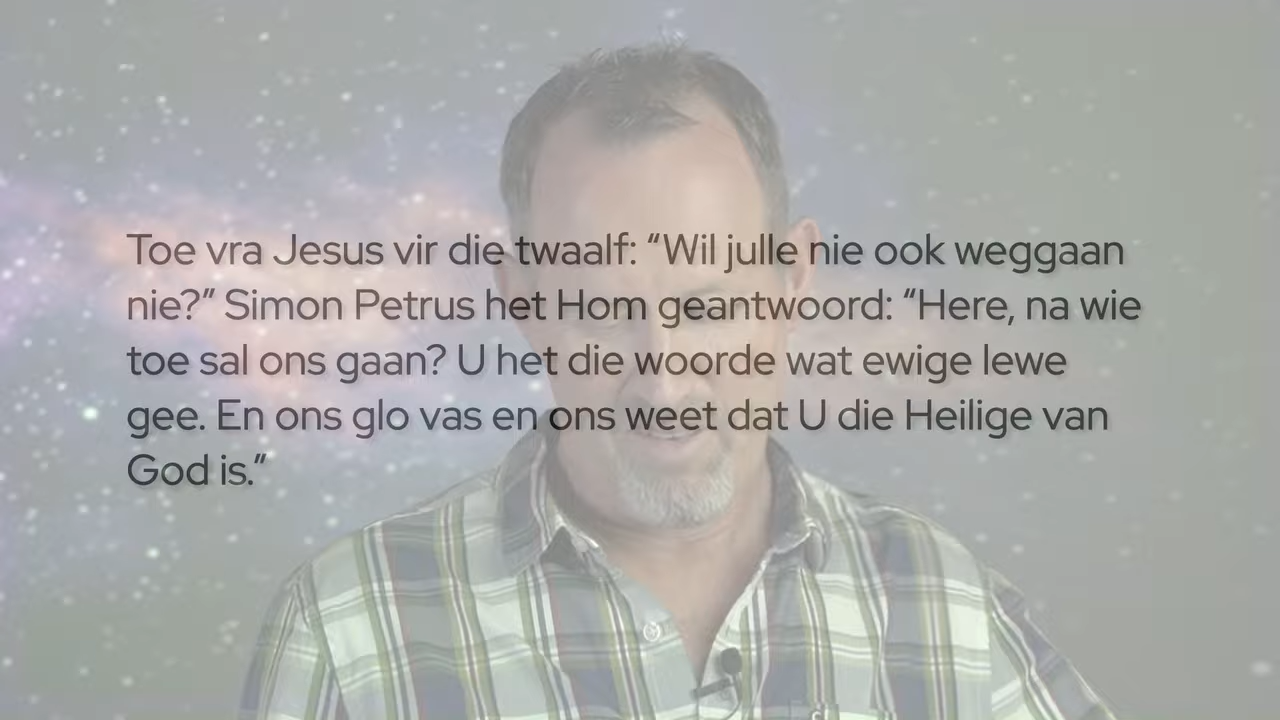 Toe vra Jesus vir die twaalf: “Wil julle nie ook weggaan
nie?” Simon Petrus het Hom geantwoord: “Here, na wie
toe sal ons gaan? U het die woorde wat ewige lewe
gee. En ons glo vas en ons weet dat U die Heilige van
God is.”